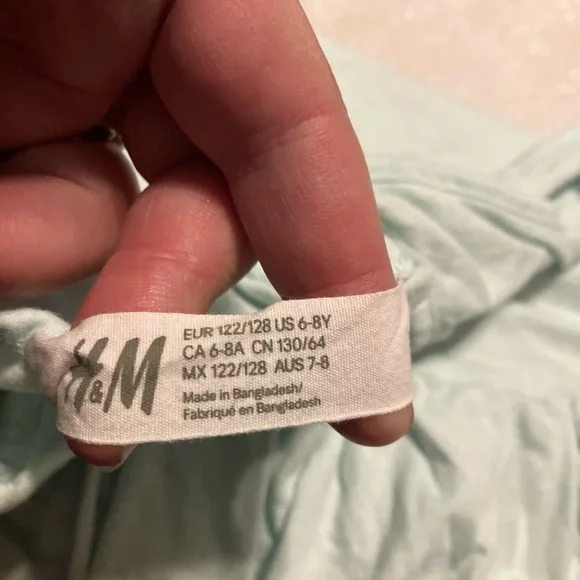 H&M
EUR 122/128 US 6-8Y
CA 6-8A CN 130/64
MX 122/128 AUS 7-8
Made in Bangladesh/
Fabriqué en Bangladesh